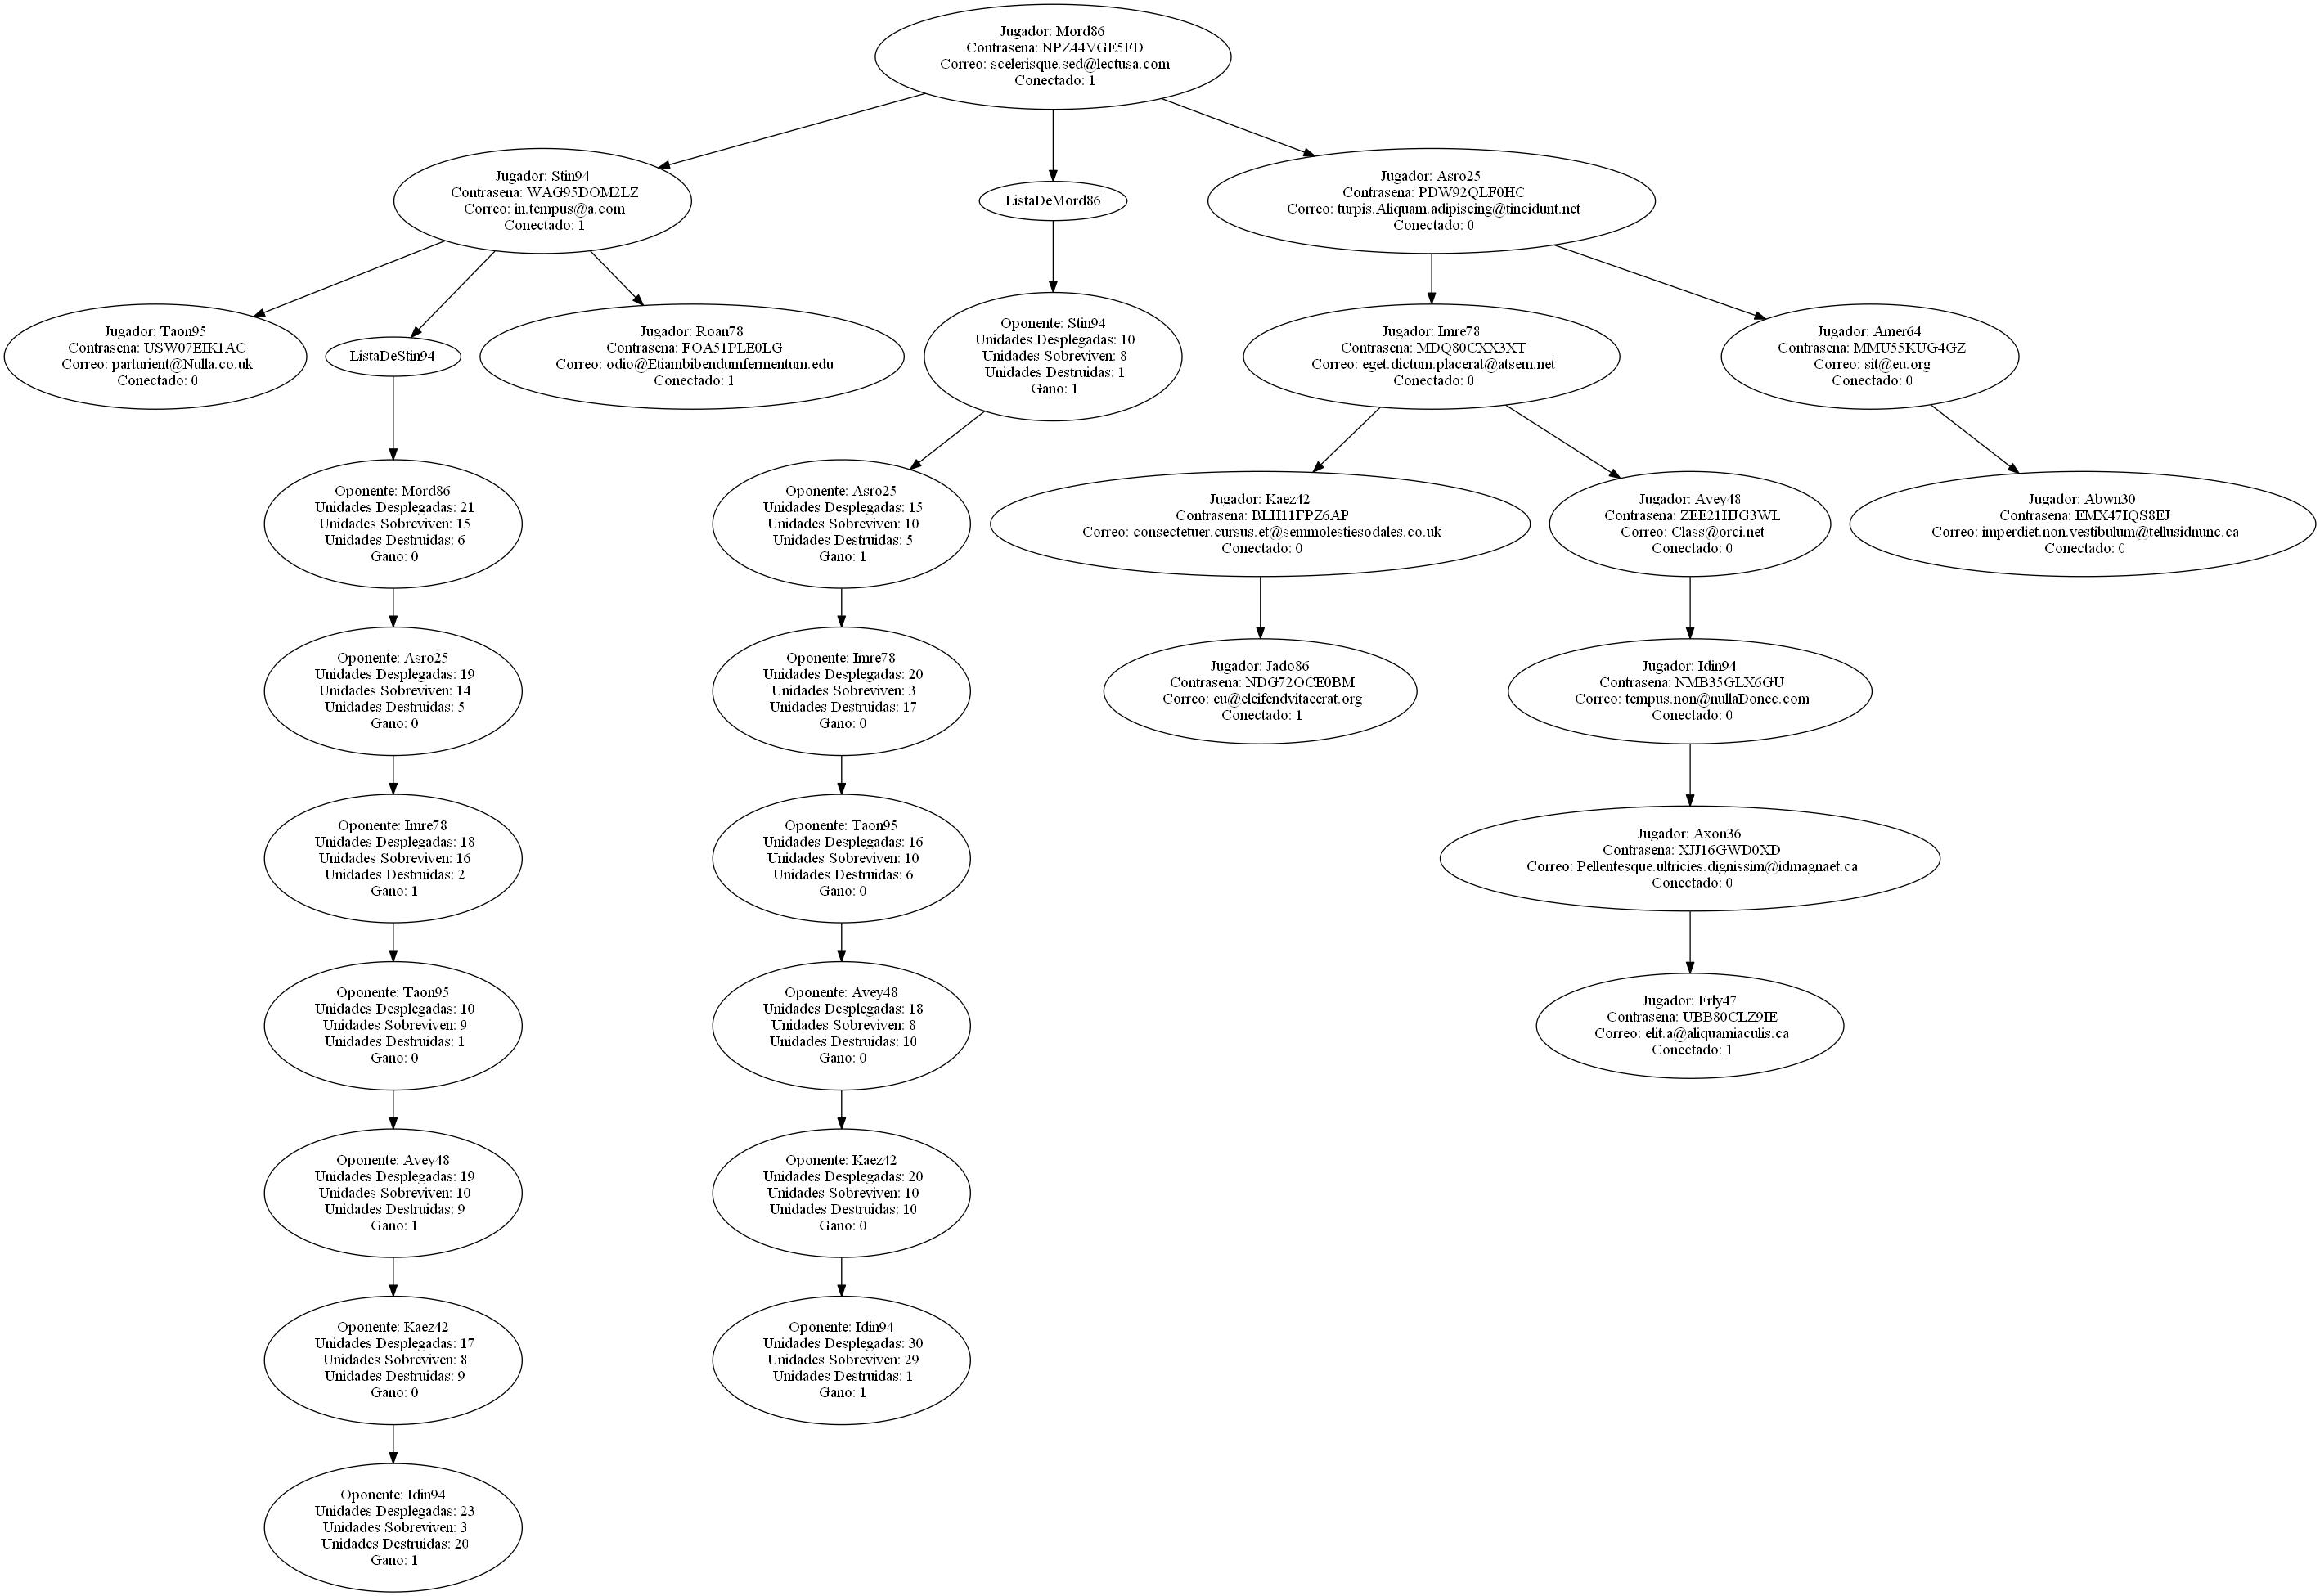 Jugador: Mord86
Contrasena: NPZ44VGE5FD
Correo: scelerisque.sed@lectusa.com
Conectado: 1
Jugador: Stin94
Contrasena: WAG95DOM2LZ
Correo: in.tempus@a.com
Conectado: 1
ListaDeMord86
Jugador: Asro25
Contrasena: PDW92QLF0HC
Correo: turpis.Aliquam.adipiscing@tincidunt.net
Conectado: 0
Jugador: Taon95
Contrasena: USW07EIK1AC
Correo: parturient@Nulla.co.uk
Conectado: 0
ListaDeStin94
Jugador: Roan78
Contrasena: FOA51PLE0LG
Correo: odio@Etiambibendumfermentum.edu
Conectado: 1
Oponente: Stin94
Unidades Desplegadas: 10
Unidades Sobreviven: 8
Unidades Destruidas: 1
Gano: 1
Jugador: Imre78
Contrasena: MDQ80CXX3XT
Correo: eget.dictum.placerat@atsem.net
Conectado: 0
Jugador: Amer64
Contrasena: MMU55KUG4GZ
Correo: sit@eu.org
Conectado: 0
Oponente: Mord86
Unidades Desplegadas: 21
Unidades Sobreviven: 15
Unidades Destruidas: 6
Gano: 0
Oponente: Asro25
Unidades Desplegadas: 15
Unidades Sobreviven: 10
Unidades Destruidas: 5
Gano: 1
Jugador: Kaez42
Contrasena: BLH11FPZ6AP
Correo: consectetuer.cursus.et@semmolestiesodales.co.uk
Conectado: 0
Jugador: Avey48
Contrasena: ZEE21HJG3WL
Correo: Class@orci.net
Conectado: 0
Jugador: Abwn30
Contrasena: EMX47IQS8EJ
Correo: imperdiet.non.vestibulum@tellusidnunc.ca
Conectado: 0
Oponente: Asro25
Unidades Desplegadas: 19
Unidades Sobreviven: 14
Unidades Destruidas: 5
Gano: 0
Oponente: Imre78
Unidades Desplegadas: 20
Unidades Sobreviven: 3
Unidades Destruidas: 17
Gano: 0
Jugador: Jado86
Contrasena: NDG72OCE0BM
Correo: eu@eleifendvitaeerat.org
Conectado: 1
Jugador: Idin94
Contrasena: NMB35GLX6GU
Correo: tempus.non@nullaDonec.com
Conectado: 0
Oponente: Imre78
Unidades Desplegadas: 18
Unidades Sobreviven: 16
Unidades Destruidas: 2
Gano: 1
Oponente: Taon95
Unidades Desplegadas: 16
Unidades Sobreviven: 10
Unidades Destruidas: 6
Gano: 0
Jugador: Axon36
Contrasena: XJJ16GWD0XD
Correo: Pellentesque.ultricies.dignissim@idmagnaet.ca
Conectado: 0
Oponente: Taon95
Unidades Desplegadas: 10
Unidades Sobreviven: 9
Unidades Destruidas: 1
Gano: 0
Oponente: Avey48
Unidades Desplegadas: 18
Unidades Sobreviven: 8
Unidades Destruidas: 10
Gano: 0
Jugador: Frly47
Contrasena: UBB80CLZ9IE
Correo: elit.a@aliquamiaculis.ca
Conectado: 1
Oponente: Avey48
Unidades Desplegadas: 19
Unidades Sobreviven: 10
Unidades Destruidas: 9
Gano: 1
Oponente: Kaez42
Unidades Desplegadas: 20
Unidades Sobreviven: 10
Unidades Destruidas: 10
Gano: 0
Oponente: Kaez42
Unidades Desplegadas: 17
Unidades Sobreviven: 8
Unidades Destruidas: 9
Gano: 0
Oponente: Idin94
Unidades Desplegadas: 30
Unidades Sobreviven: 29
Unidades Destruidas: 1
Gano: 1
Oponente: Idin94
Unidades Desplegadas: 23
Unidades Sobreviven: 3
Unidades Destruidas: 20
Gano: 1